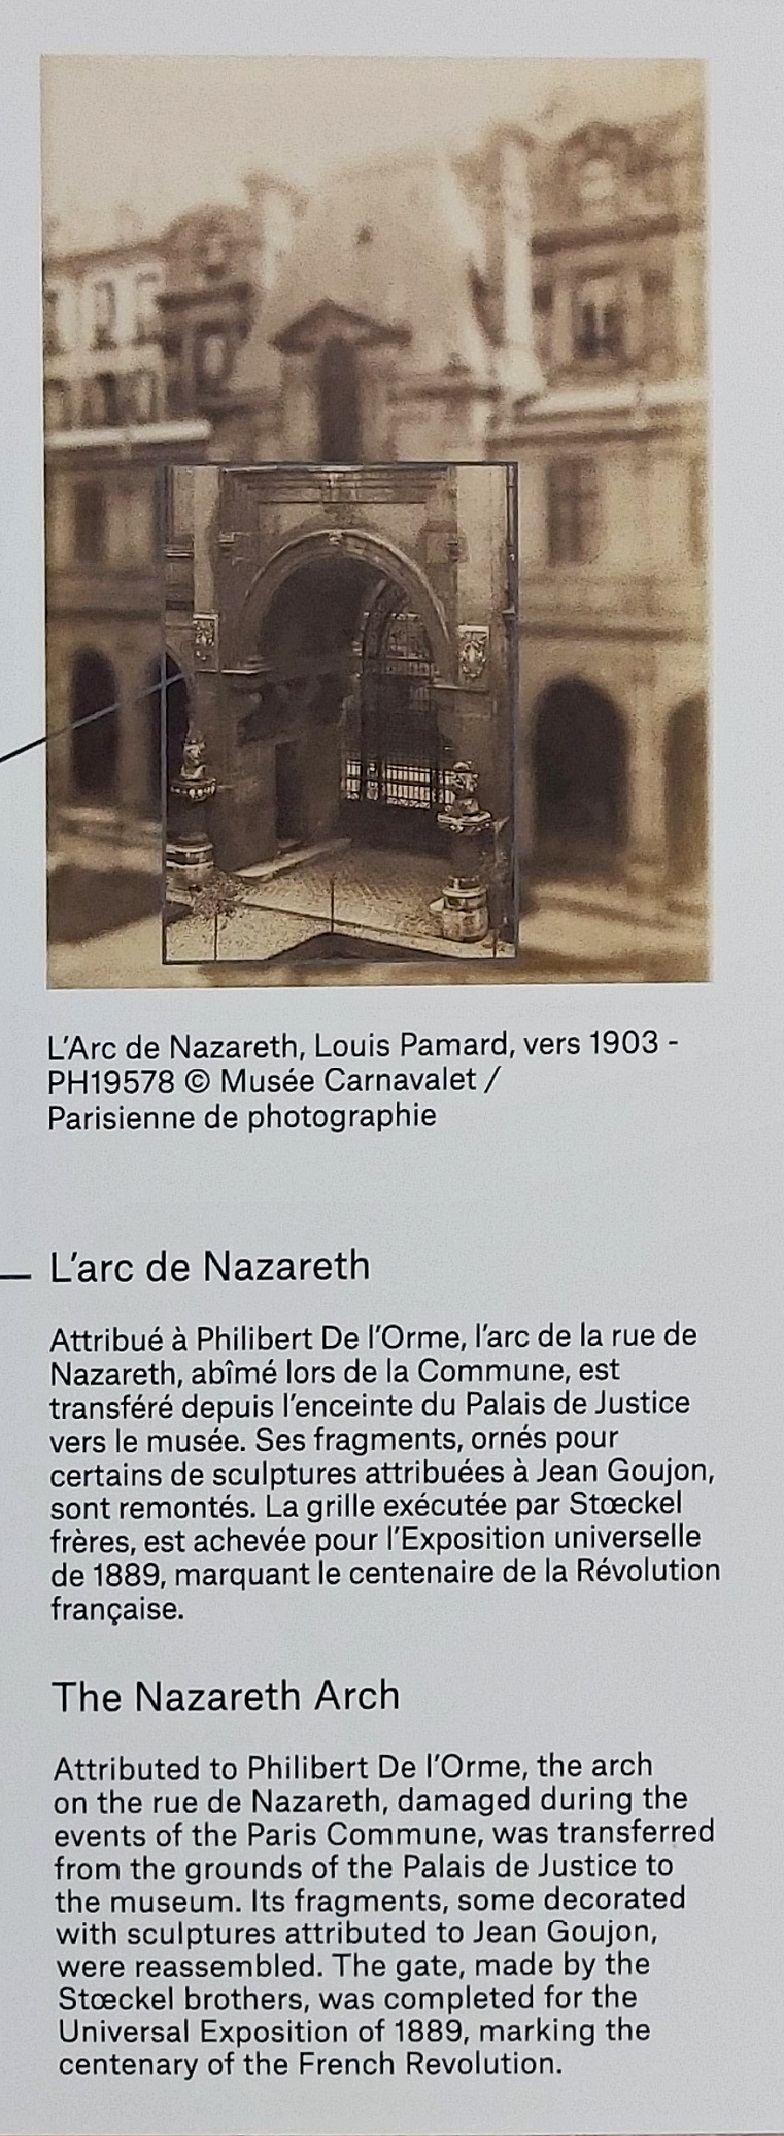 L'Arc de Nazareth, Louis Pamard, vers 1903 -
PH19578 © Musée Carnavalet /
Parisienne de photographie
L'arc de Nazareth
Attribué à Philibert De l'Orme, l'arc de la rue de
Nazareth, abîmé lors de la Commune, est
transféré depuis l'enceinte du Palais de Justice
vers le musée. Ses fragments, ornés pour
certains de sculptures attribuées à Jean Goujon,
sont remontés. La grille exécutée par Stœckel
frères, est achevée pour l'Exposition universelle
de 1889, marquant le centenaire de la Révolution
française.
The Nazareth Arch
Attributed to Philibert De l'Orme, the arch
on the rue de Nazareth, damaged during the
events of the Paris Commune, was transferred
from the grounds of the Palais de Justice to
the museum. Its fragments, some decorated
with sculptures attributed to Jean Goujon,
were reassembled. The gate, made by the
Stœckel brothers, was completed for the
Universal Exposition of 1889, marking the
centenary of the French Revolution.